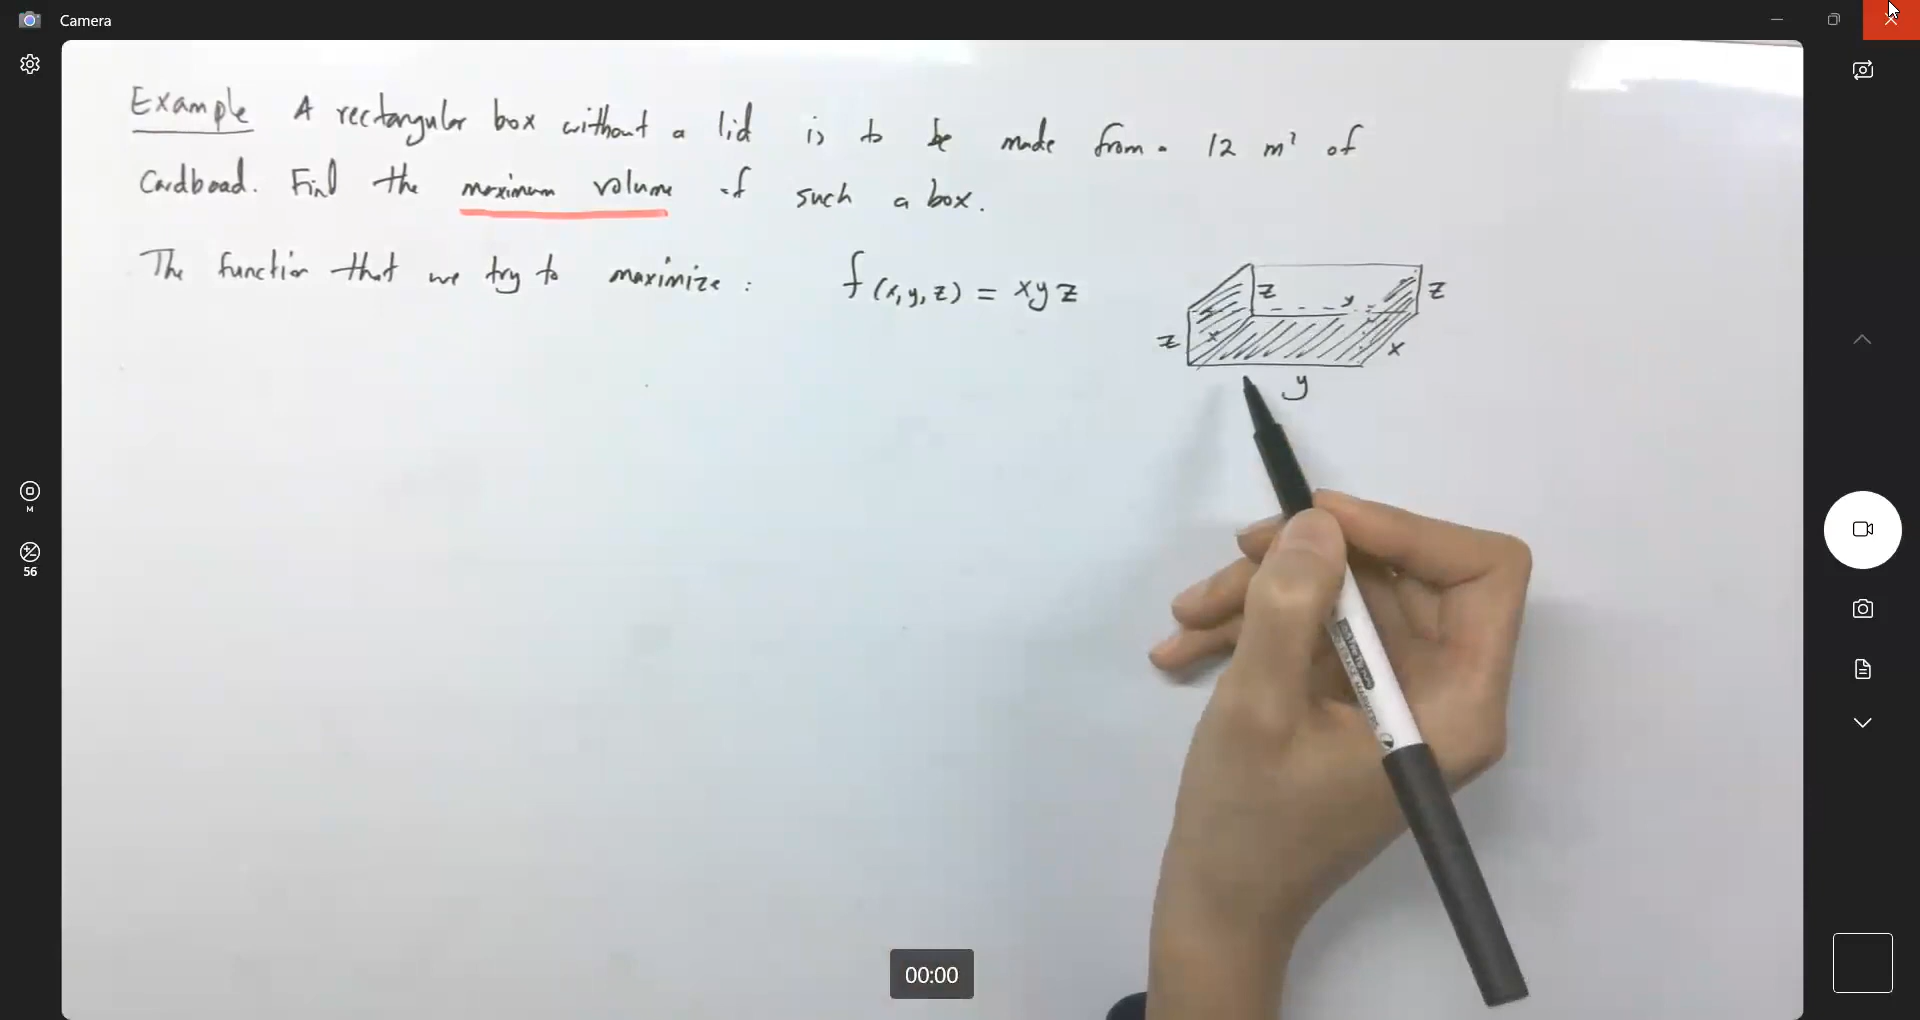 Camera
Example A rectangular box without a lid is to be made from a 12 m² of
Cardboad. Find the maximum volume of such a box.
The function that we try to maximize : f(x,y,z) = xyz
z
y
z
z
x
x
y
M
56
00:00